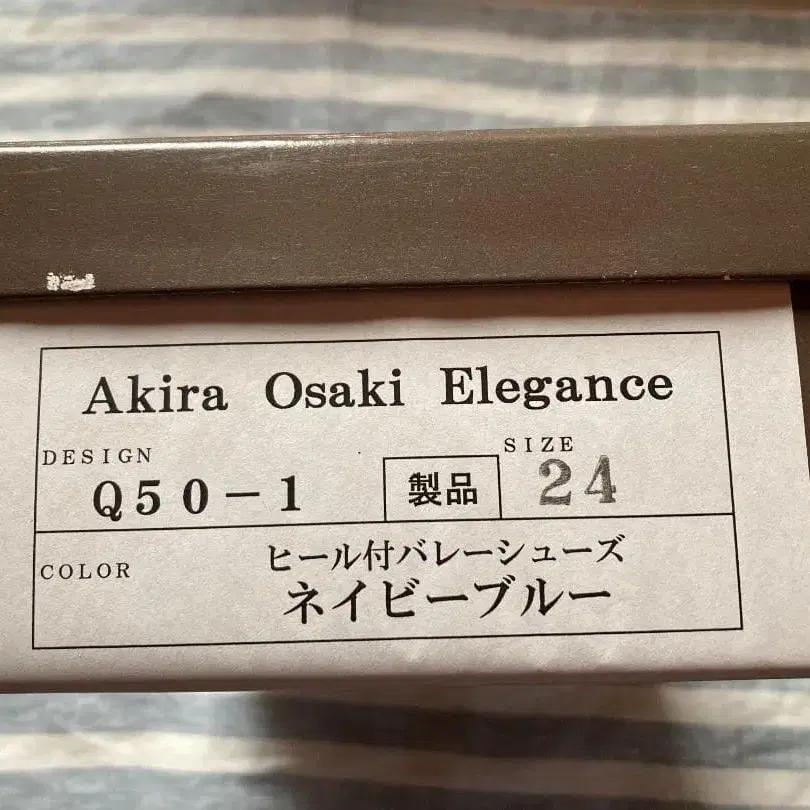 Akira Osaki Elegance
DESIGN
Q50-1
製品
SIZE
24
COLOR
ヒール付バレーシューズ
ネイビーブルー